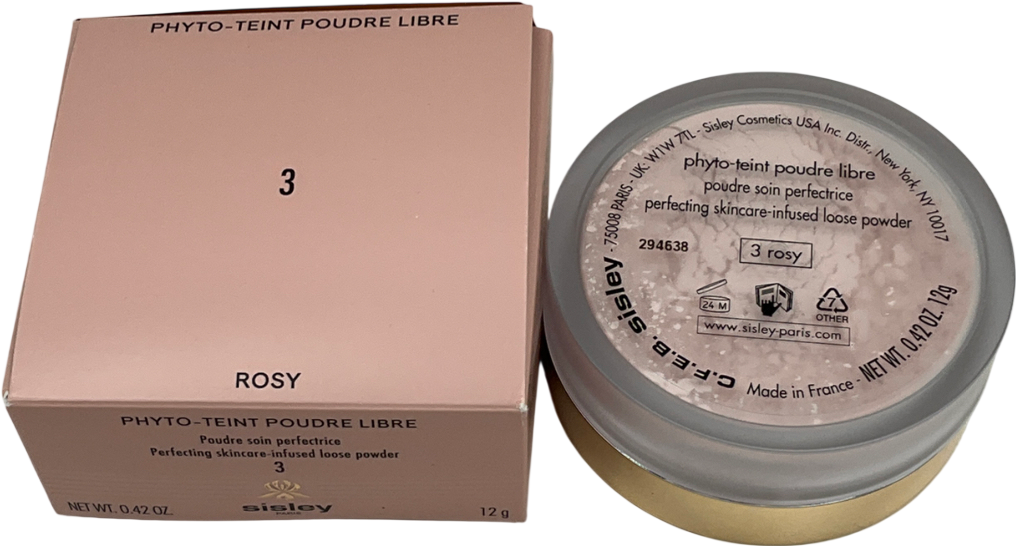 PHYTO-TEINT POUDRE LIBRE
3
ROSY
PHYTO-TEINT POUDRE LIBRE
Poudre soin perfectrice
Perfecting skincare-infused loose powder
3
sisley
PARIS
NET WT. 0.42 OZ.
12 g
C.F.E.B. sisley - 75008 PARIS - UK: W1W 7TL - Sisley Cosmetics USA Inc. Distr., New York, NY 10017
phyto-teint poudre libre
poudre soin perfectrice
perfecting skincare-infused loose powder
294638
3 rosy
24 M
7
OTHER
www.sisley-paris.com
Made in France - NET WT. 0.42 OZ. 12g